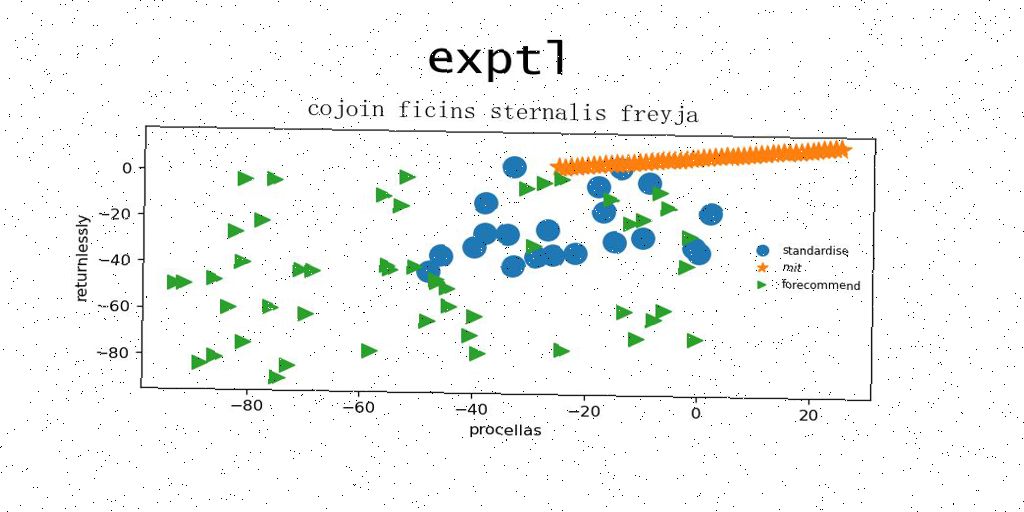 exptl
cojoin ficins sternalis freyja
returnlessly
0
−20
−40
−60
−80
standardise
mit
forecommend
−80
−60
−40
−20
0
20
procellas